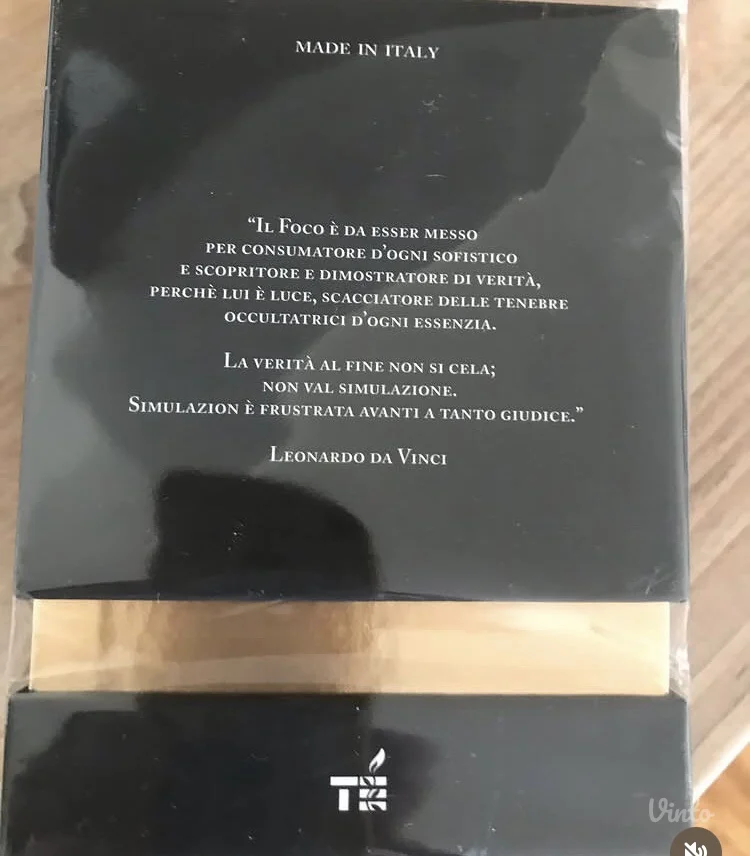 MADE IN ITALY
“IL FOCO È DA ESSER MESSO
PER CONSUMATORE D’OGNI SOFISTICO
E SCOPRITORE E DIMOSTRATORE DI VERITÀ,
PERCHÈ LUI È LUCE, SCACCIATORE DELLE TENEBRE
OCCULTATRICI D’OGNI ESSENZIA.
LA VERITÀ AL FINE NON SI CELA;
NON VAL SIMULAZIONE.
SIMULAZION È FRUSTRATA AVANTI A TANTO GIUDICE.”
LEONARDO DA VINCI
Vinto